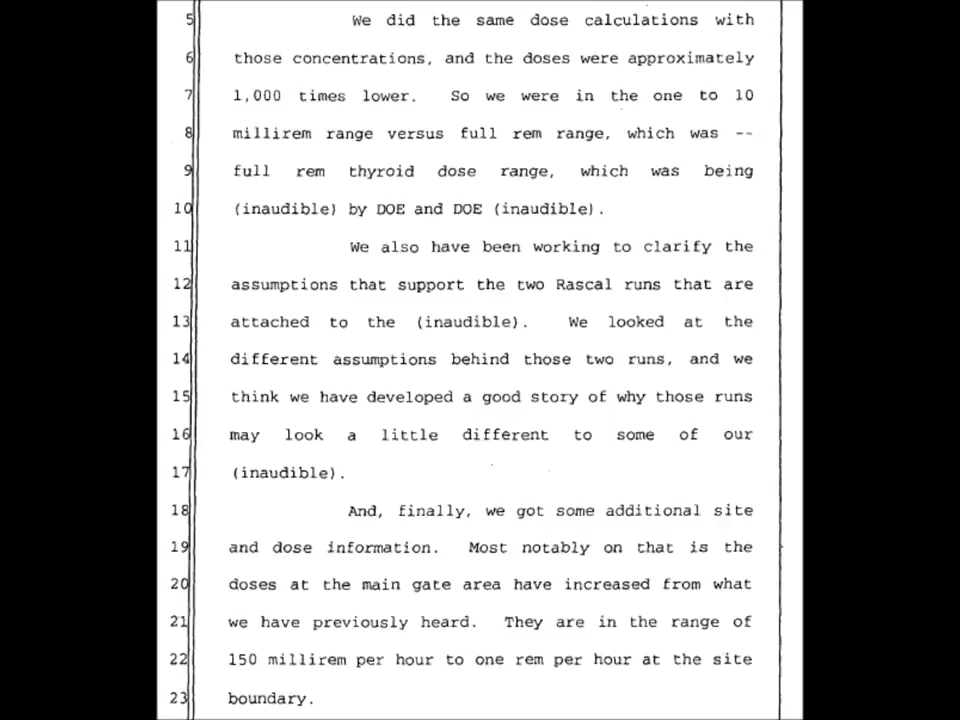 5 We did the same dose calculations with
6 those concentrations, and the doses were approximately
7 1,000 times lower. So we were in the one to 10
8 millirem range versus full rem range, which was --
9 full rem thyroid dose range, which was being
10 (inaudible) by DOE and DOE (inaudible).
11 We also have been working to clarify the
12 assumptions that support the two Rascal runs that are
13 attached to the (inaudible). We looked at the
14 different assumptions behind those two runs, and we
15 think we have developed a good story of why those runs
16 may look a little different to some of our
17 (inaudible).
18 And, finally, we got some additional site
19 and dose information. Most notably on that is the
20 doses at the main gate area have increased from what
21 we have previously heard. They are in the range of
22 150 millirem per hour to one rem per hour at the site
23 boundary.